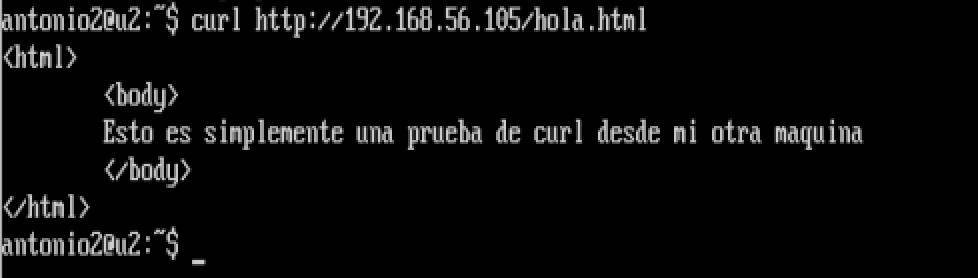 antonio2@u2:~$ curl http://192.168.56.105/hola.html
<html>
<body>
Esto es simplemente una prueba de curl desde mi otra maquina
</body>
</html>
antonio2@u2:~$ _